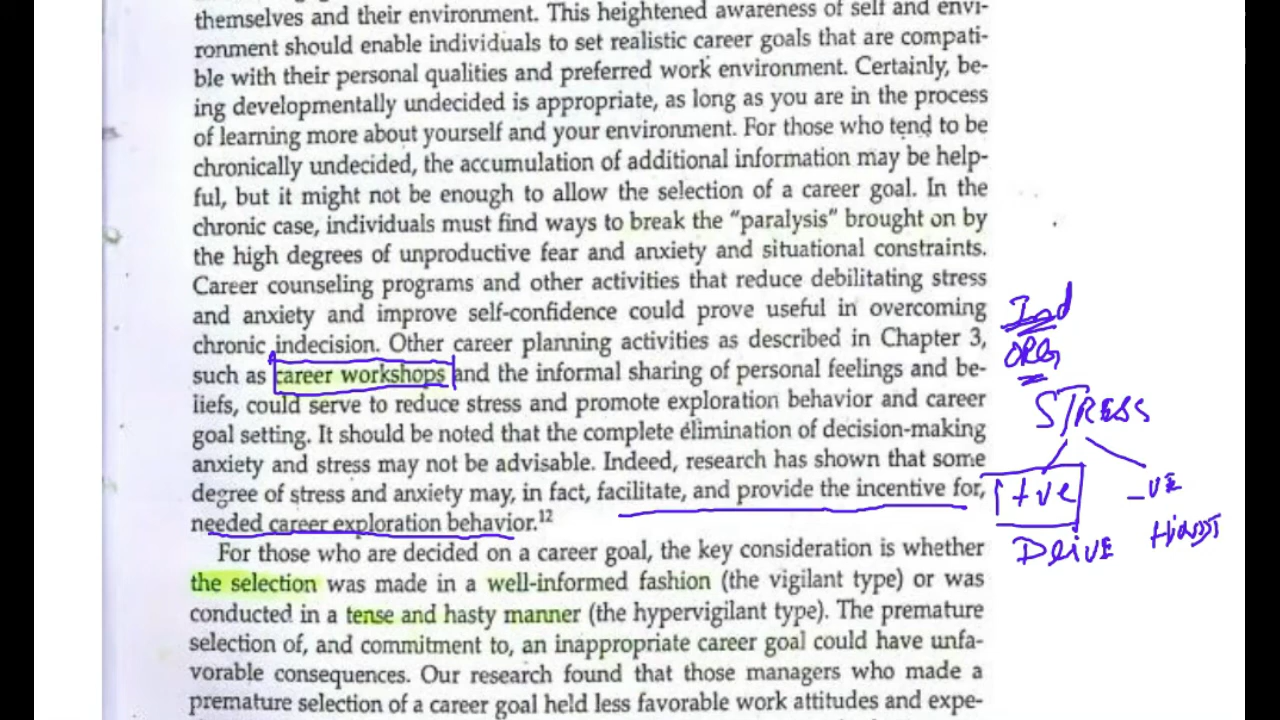 themselves and their environment. This heightened awareness of self and envi-
ronment should enable individuals to set realistic career goals that are compati-
ble with their personal qualities and preferred work environment. Certainly, be-
ing developmentally undecided is appropriate, as long as you are in the process
of learning more about yourself and your environment. For those who tend to be
chronically undecided, the accumulation of additional information may be help-
ful, but it might not be enough to allow the selection of a career goal. In the
chronic case, individuals must find ways to break the “paralysis” brought on by
the high degrees of unproductive fear and anxiety and situational constraints.
Career counseling programs and other activities that reduce debilitating stress
and anxiety and improve self-confidence could prove useful in overcoming
chronic indecision. Other career planning activities as described in Chapter 3,
such as career workshops and the informal sharing of personal feelings and be-
liefs, could serve to reduce stress and promote exploration behavior and career
goal setting. It should be noted that the complete elimination of decision-making
anxiety and stress may not be advisable. Indeed, research has shown that some
degree of stress and anxiety may, in fact, facilitate, and provide the incentive for,
needed career exploration behavior.12
For those who are decided on a career goal, the key consideration is whether
the selection was made in a well-informed fashion (the vigilant type) or was
conducted in a tense and hasty manner (the hypervigilant type). The premature
selection of, and commitment to, an inappropriate career goal could have unfa-
vorable consequences. Our research found that those managers who made a
premature selection of a career goal held less favorable work attitudes and expe-
Ind
ORG
STRESS
+ve
-VE
DRIVE